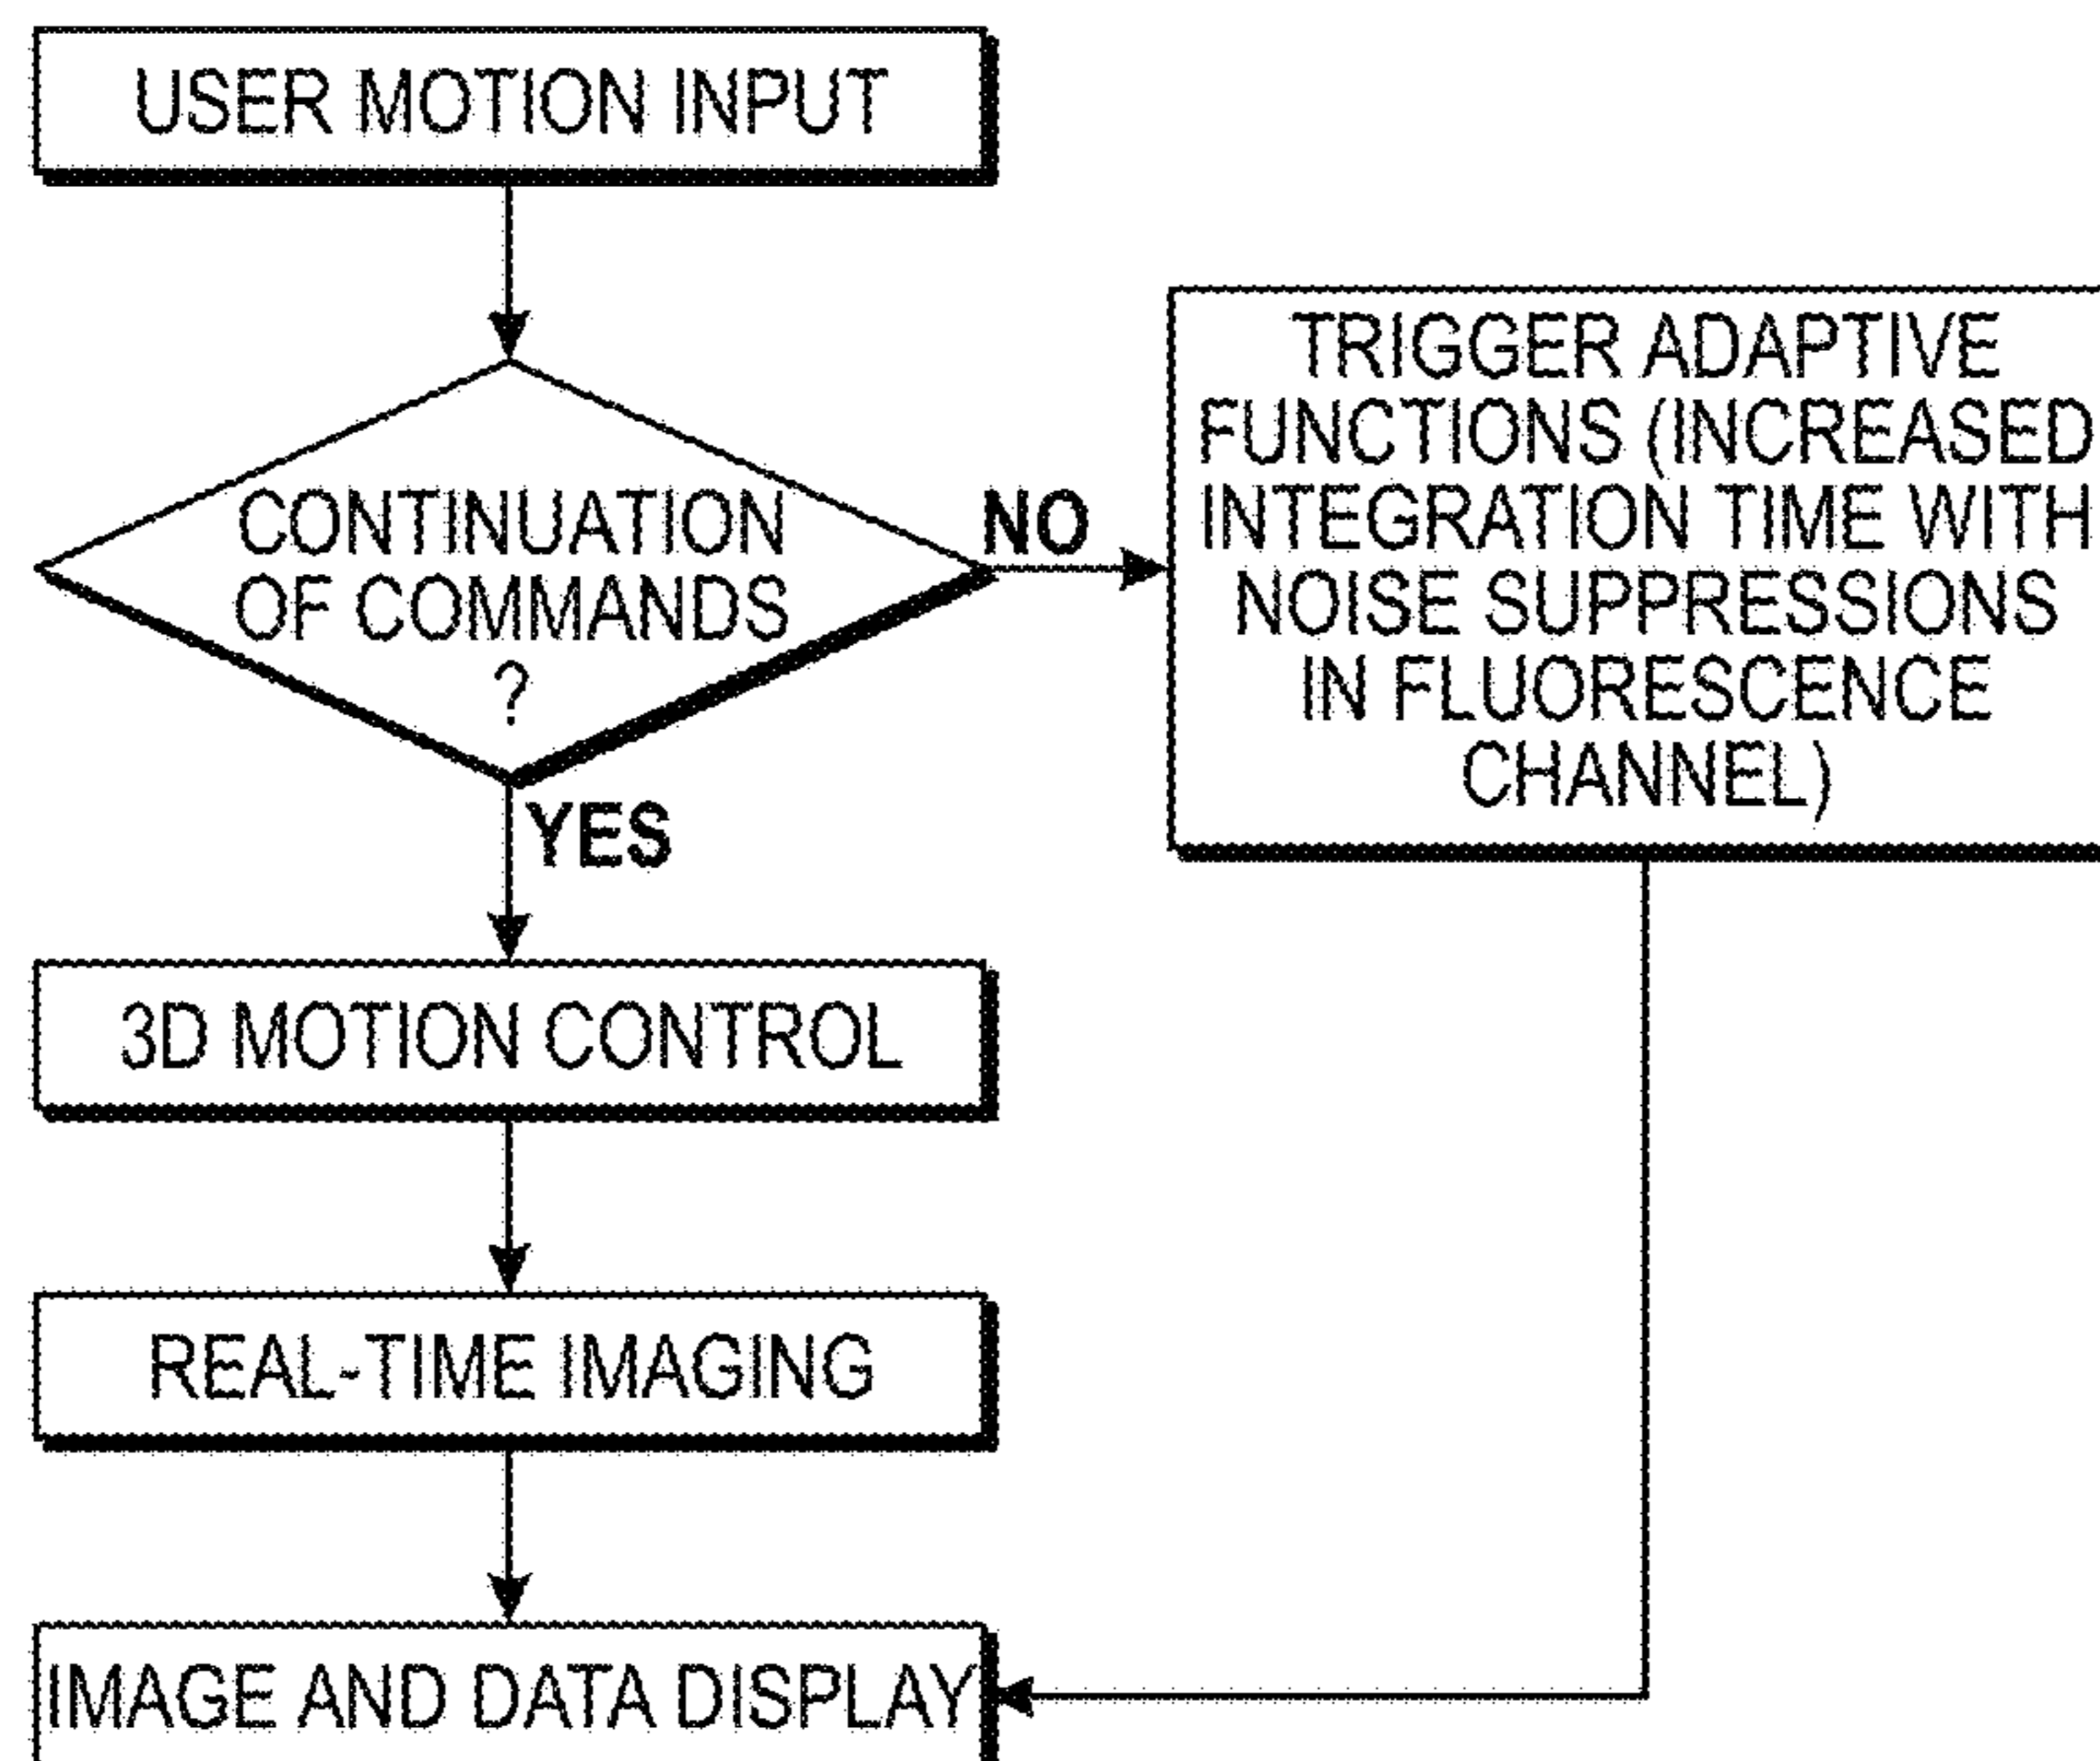 USER MOTION INPUT
CONTINUATION
OF COMMANDS
?
NO
TRIGGER ADAPTIVE
FUNCTIONS (INCREASED
INTEGRATION TIME WITH
NOISE SUPPRESSIONS
IN FLUORESCENCE
CHANNEL)
YES
3D MOTION CONTROL
REAL-TIME IMAGING
IMAGE AND DATA DISPLAY